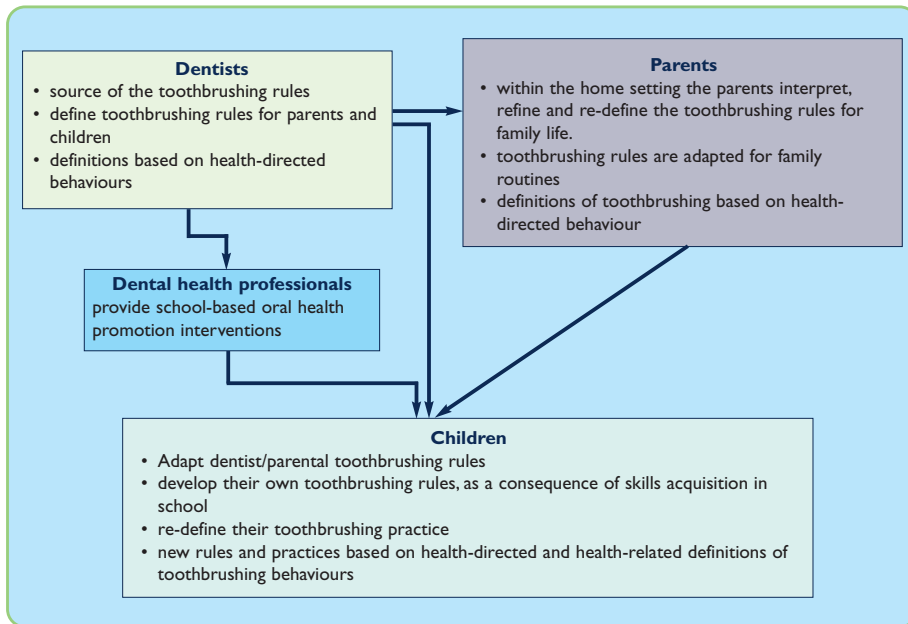 Dentists
• source of the toothbrushing rules
• define toothbrushing rules for parents and
children
• definitions based on health-directed
behaviours
Parents
• within the home setting the parents interpret,
refine and re-define the toothbrushing rules for
family life.
• toothbrushing rules are adapted for family
routines
• definitions of toothbrushing based on health-
directed behaviour
Dental health professionals
provide school-based oral health
promotion interventions
Children
• Adapt dentist/parental toothbrushing rules
• develop their own toothbrushing rules, as a consequence of skills acquisition in
school
• re-define their toothbrushing practice
• new rules and practices based on health-directed and health-related definitions of
toothbrushing behaviours